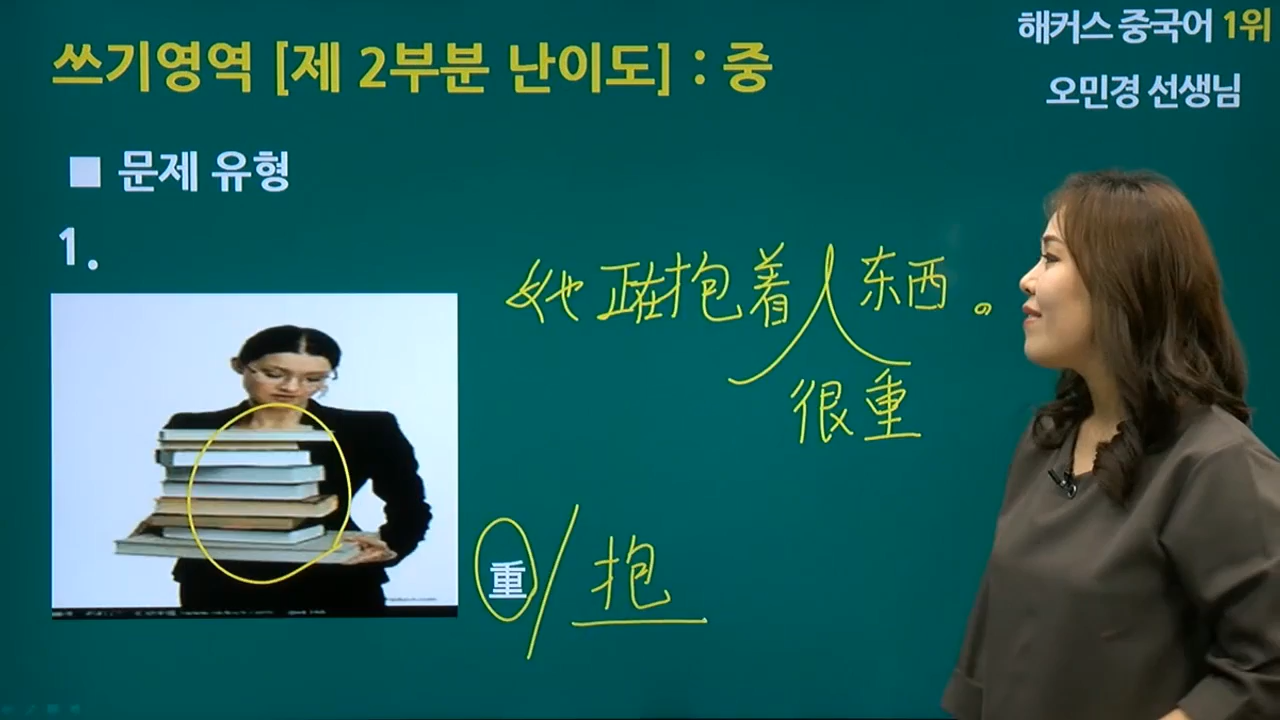 해커스 중국어 1위
쓰기영역 [제 2부분 난이도] : 중
오민경 선생님
■ 문제 유형
1.
她正在抱着人东西。
很重
重/抱